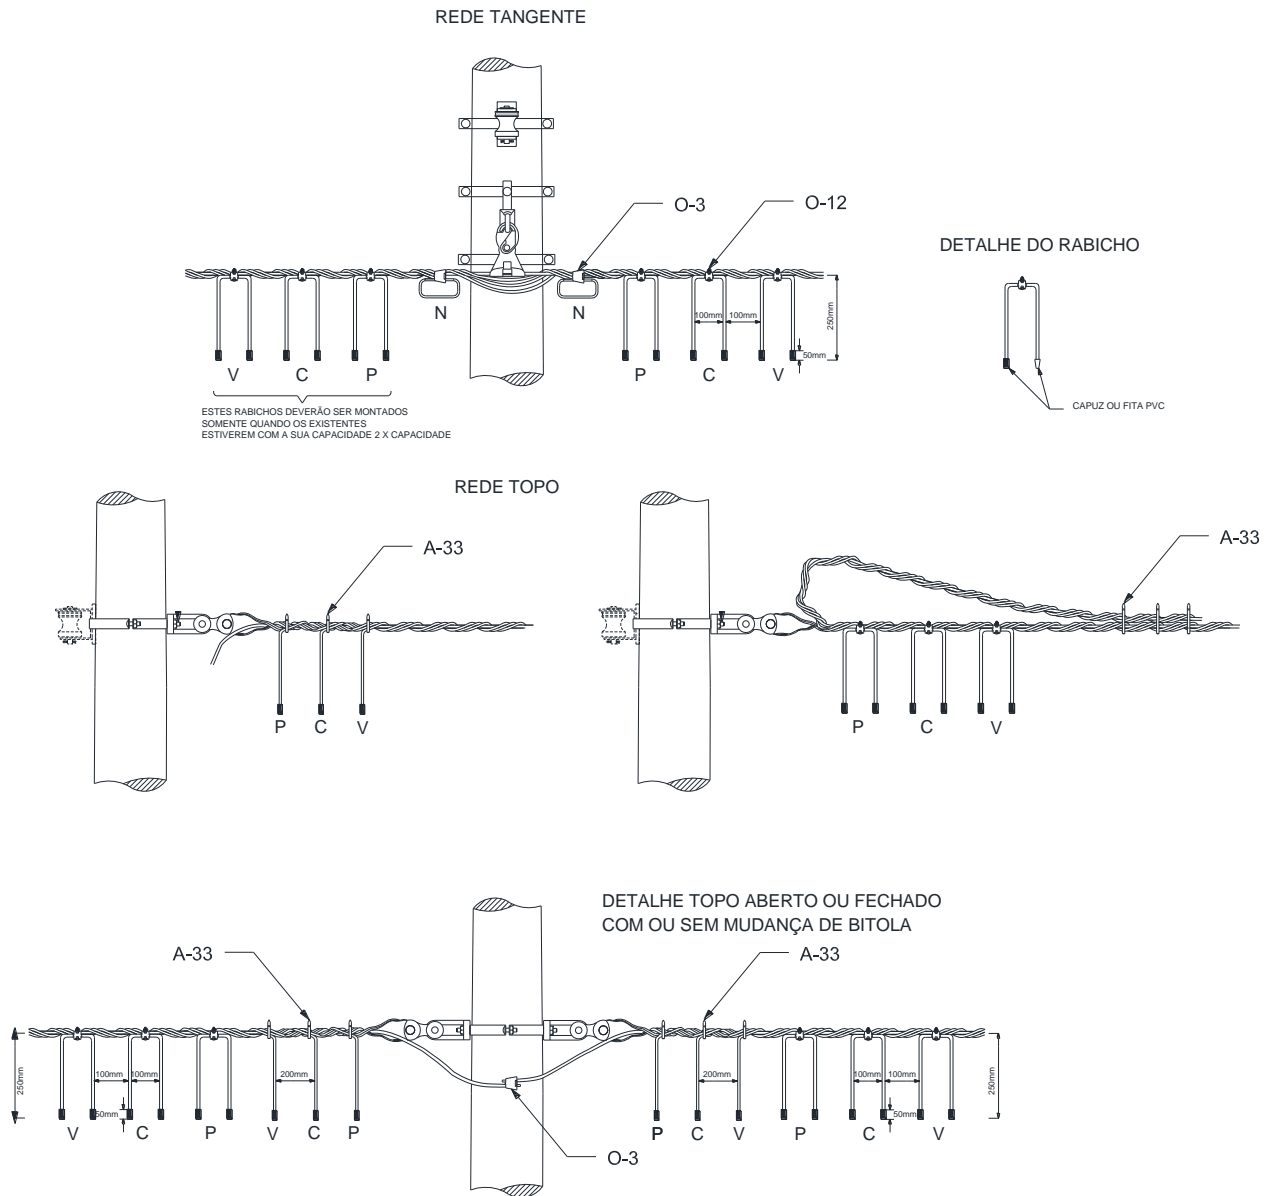 REDE TANGENTE
O-3
O-12
DETALHE DO RABICHO
N
N
100mm
100mm
250mm
50mm
V
C
P
P
C
V
CAPUZ OU FITA PVC
ESTES RABICHOS DEVERÃO SER MONTADOS
SOMENTE QUANDO OS EXISTENTES
ESTIVEREM COM A SUA CAPACIDADE 2 X CAPACIDADE
REDE TOPO
A-33
A-33
P
C
V
P
C
V
DETALHE TOPO ABERTO OU FECHADO
COM OU SEM MUDANÇA DE BITOLA
A-33
A-33
250mm
100mm
100mm
200mm
50mm
200mm
100mm
100mm
50mm
250mm
V
C
P
V
C
P
P
C
V
P
C
V
O-3